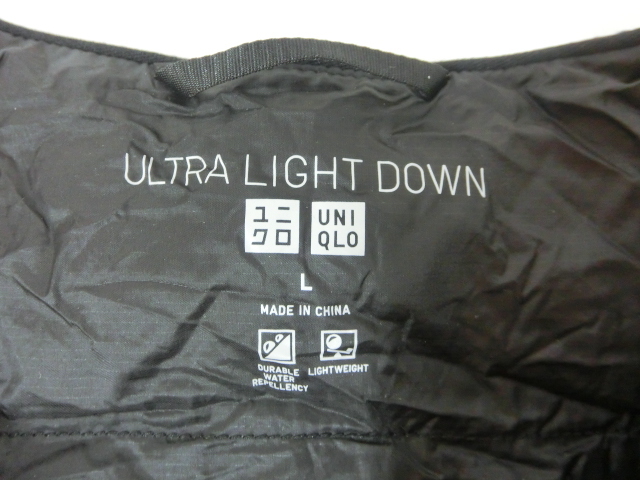 ULTRA LIGHT DOWN
ユニ
クロ
UNI
QLO
L
MADE IN CHINA
DURABLE
WATER
REPELLENCY
LIGHTWEIGHT